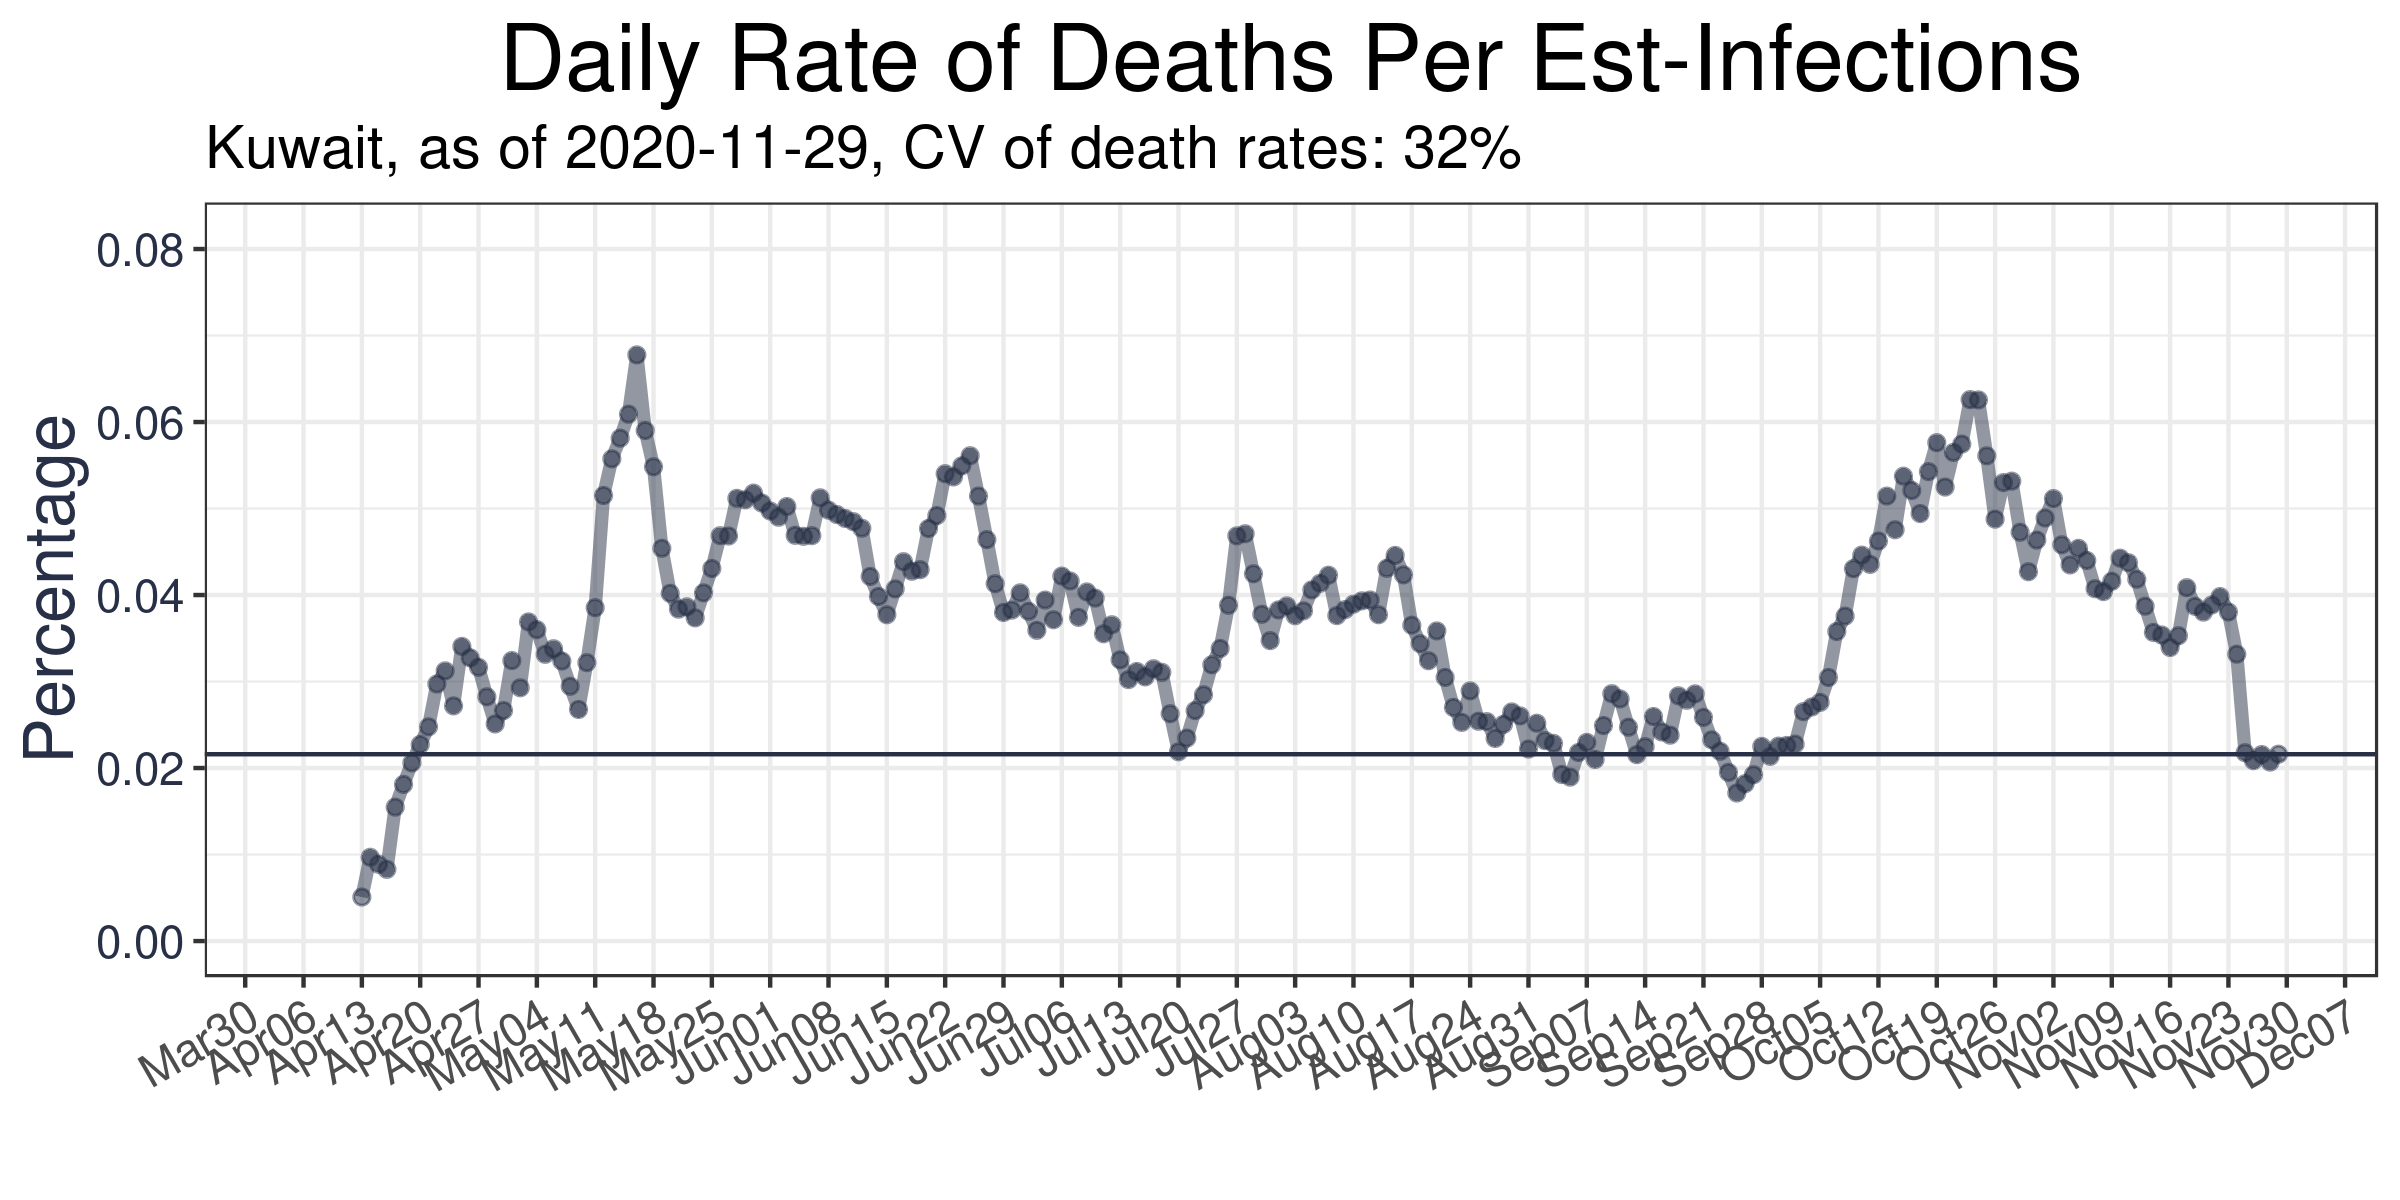 Daily Rate of Deaths Per Est-Infections
Kuwait, as of 2020-11-29, CV of death rates: 32%
Percentage
0.08
0.06
0.04
0.02
0.00
Mar30
Apr06
Apr13
Apr20
Apr27
May04
May11
May18
May25
Jun01
Jun08
Jun15
Jun22
Jun29
Jul06
Jul13
Jul20
Jul27
Aug03
Aug10
Aug17
Aug24
Aug31
Sep07
Sep14
Sep21
Sep28
Oct05
Oct12
Oct19
Oct26
Nov02
Nov09
Nov16
Nov23
Nov30
Dec07